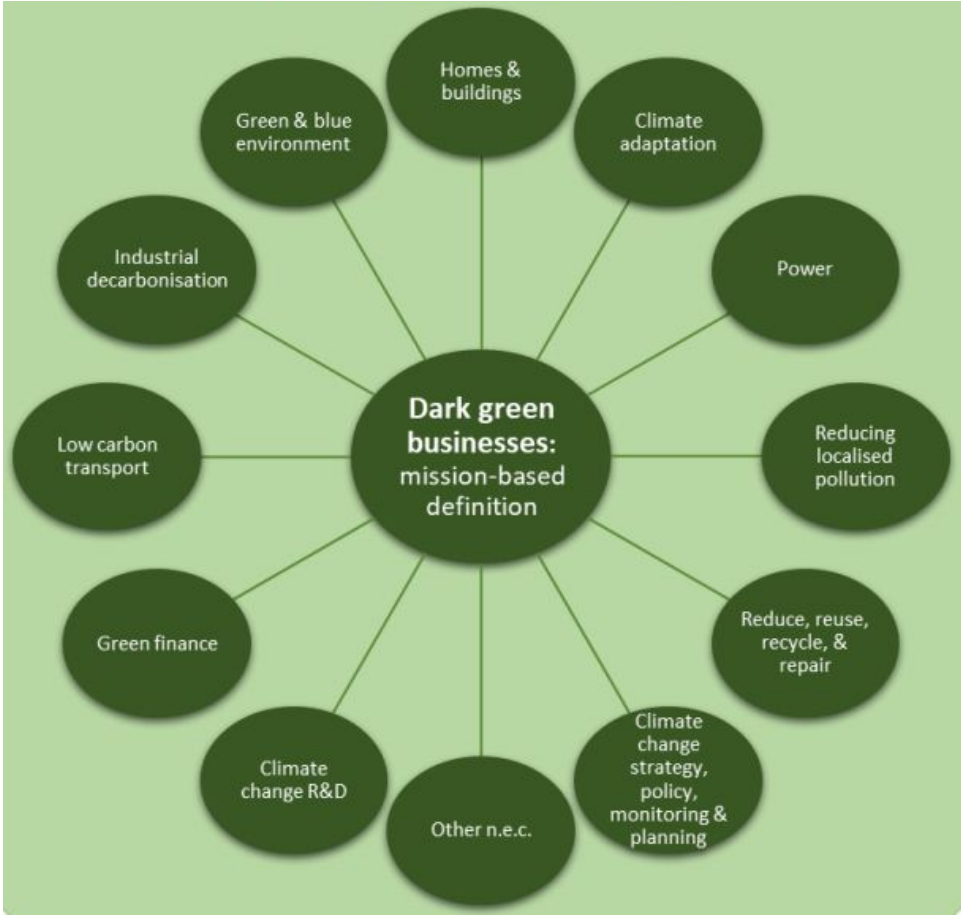 Homes &
buildings
Climate
adaptation
Power
Reducing
localised
pollution
Reduce, reuse,
recycle, &
repair
Climate
change
strategy,
policy,
monitoring &
planning
Other n.e.c.
Climate
change R&D
Green finance
Low carbon
transport
Industrial
decarbonisation
Green & blue
environment
Dark green
businesses:
mission-based
definition